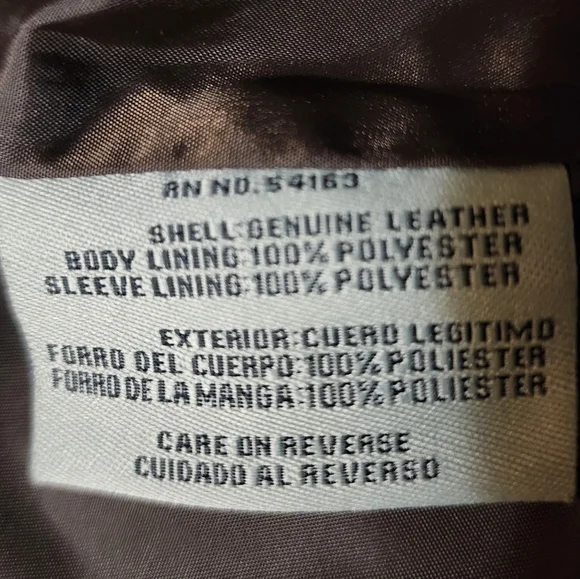 RN NO. 54163
SHELL:GENUINE LEATHER
BODY LINING:100% POLYESTER
SLEEVE LINING:100% POLYESTER
EXTERIOR:CUERO LEGITIMO
FORRO DEL CUERPO:100% POLIESTER
FORRO DE LA MANGA:100% POLIESTER
CARE ON REVERSE
CUIDADO AL REVERSO